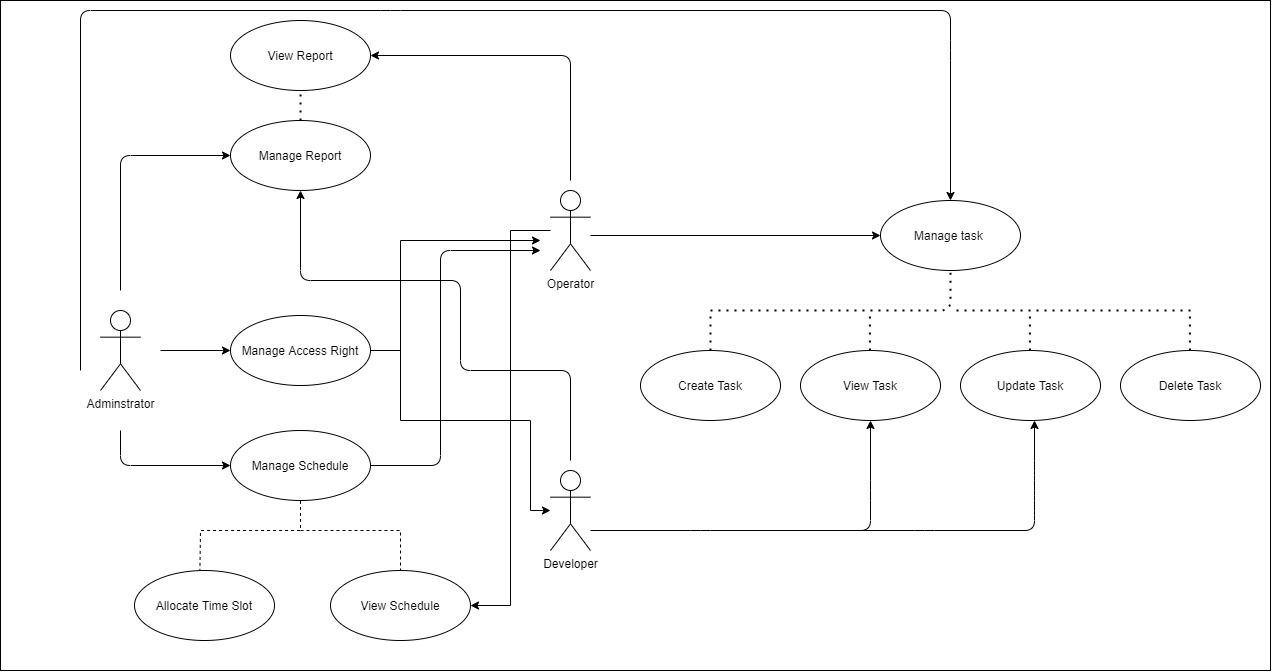 View Report
Manage Report
Manage task
Operator
Manage Access Right
Create Task
View Task
Update Task
Delete Task
Adminstrator
Manage Schedule
Developer
Allocate Time Slot
View Schedule